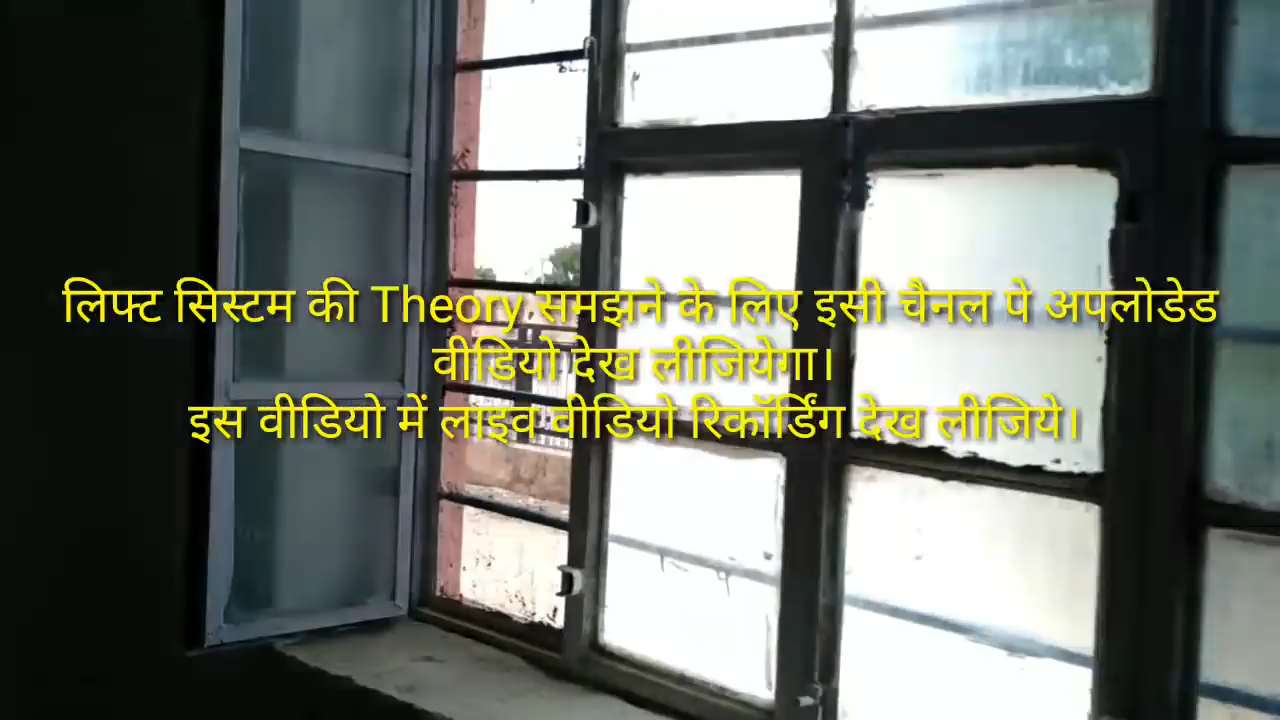 लिफ्ट सिस्टम की Theory समझने के लिए इसी चैनल पे अपलोडेड
वीडियो देख लीजियेगा।
इस वीडियो में लाइव वीडियो रिकॉर्डिंग देख लीजिये।